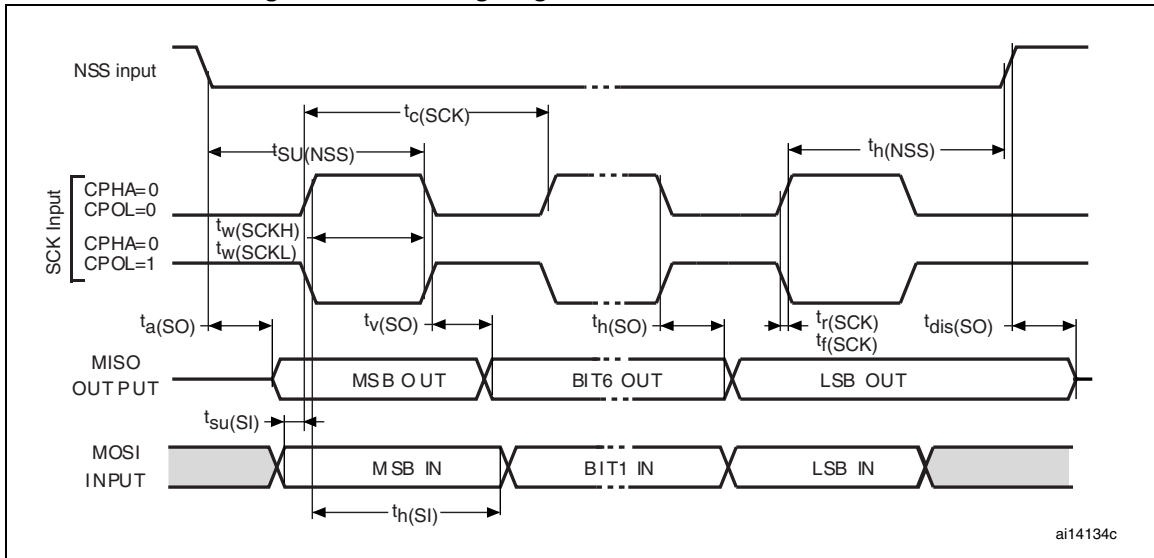 NSS input
tc(SCK)
tSU(NSS)
th(NSS)
SCK Input
CPHA=0
CPOL=0
tw(SCKH)
tw(SCKL)
CPHA=0
CPOL=1
ta(SO)
tv(SO)
th(SO)
tr(SCK)
tf(SCK)
tdis(SO)
MISO
OUTPUT
MSB OUT
BIT6 OUT
LSB OUT
tsu(SI)
MOSI
INPUT
MSB IN
BIT1 IN
LSB IN
th(SI)
ai14134c